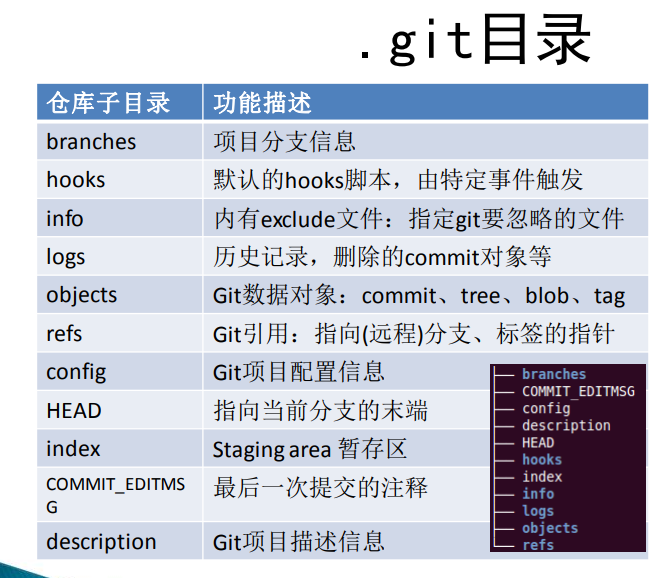 .git目录
仓库子目录 功能描述
branches 项目分支信息
hooks 默认的hooks脚本，由特定事件触发
info 内有exclude文件：指定git要忽略的文件
logs 历史记录，删除的commit对象等
objects Git数据对象：commit、tree、blob、tag
refs Git引用：指向(远程)分支、标签的指针
config Git项目配置信息
HEAD 指向当前分支的末端
index Staging area 暂存区
COMMIT_EDITMS
G 最后一次提交的注释
description Git项目描述信息
branches
COMMIT_EDITMSG
config
description
HEAD
hooks
index
info
logs
objects
refs